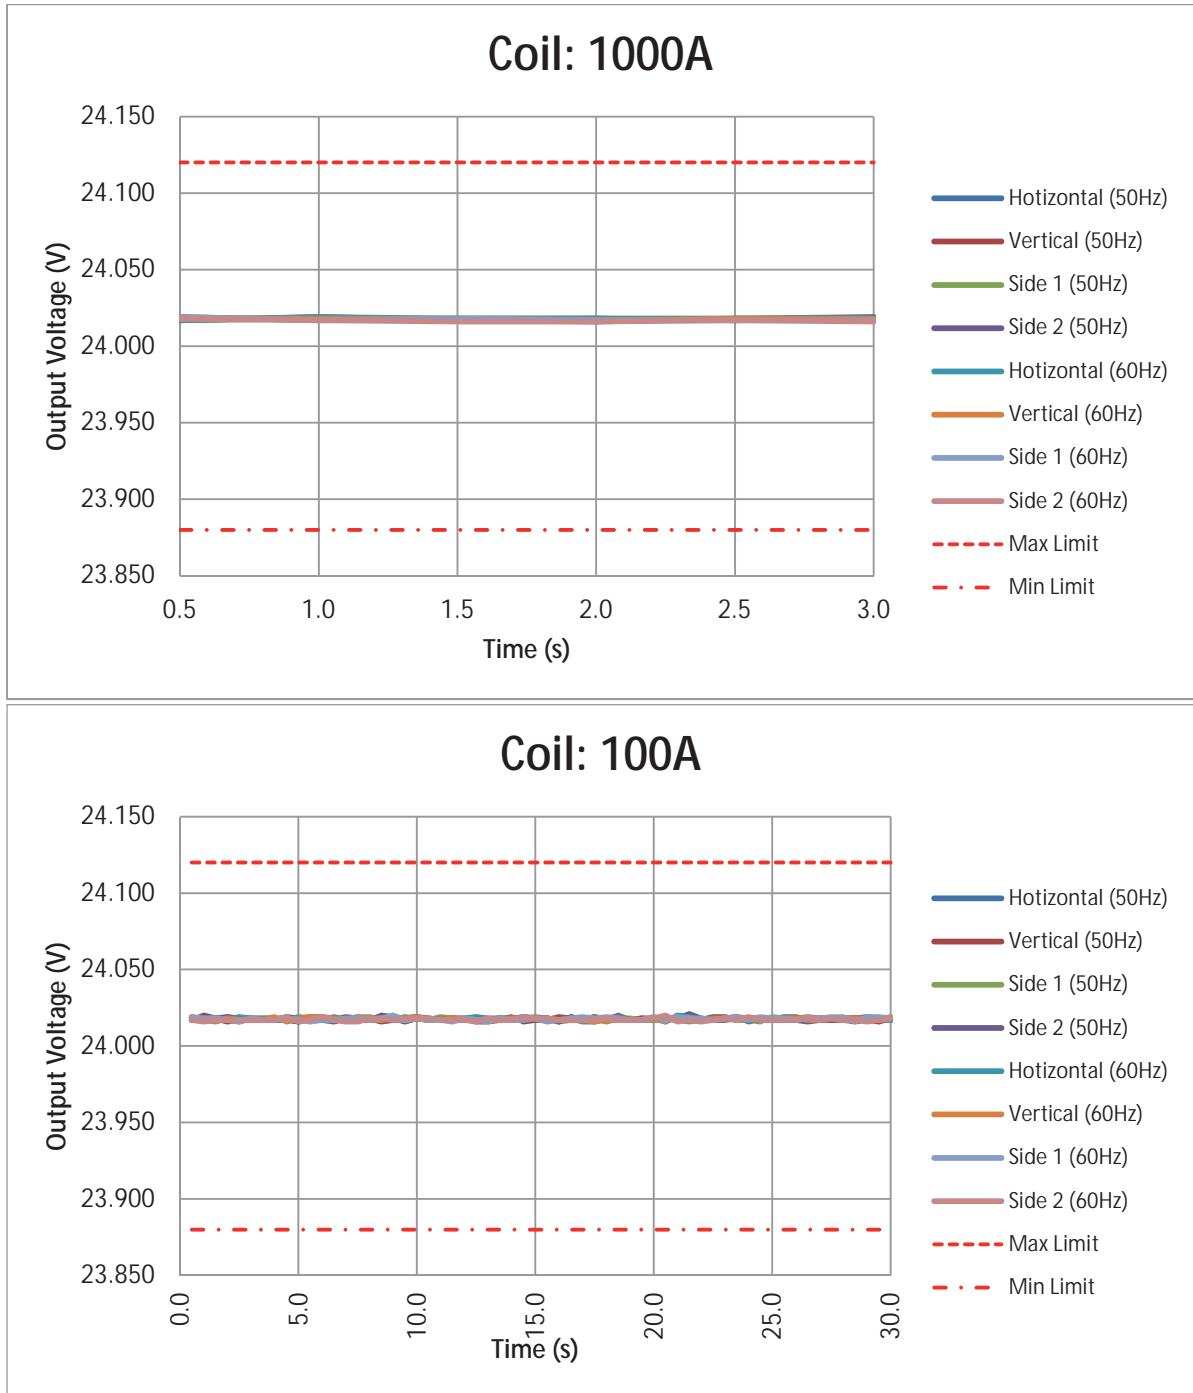 Coil: 1000A
24.150
24.100
24.050
24.000
23.950
23.900
23.850
Output Voltage (V)
0.5 1.0 1.5 2.0 2.5 3.0
Time (s)
Hotizontal (50Hz)
Vertical (50Hz)
Side 1 (50Hz)
Side 2 (50Hz)
Hotizontal (60Hz)
Vertical (60Hz)
Side 1 (60Hz)
Side 2 (60Hz)
Max Limit
Min Limit
Coil: 100A
24.150
24.100
24.050
24.000
23.950
23.900
23.850
Output Voltage (V)
0.0 5.0 10.0 15.0 20.0 25.0 30.0
Time (s)
Hotizontal (50Hz)
Vertical (50Hz)
Side 1 (50Hz)
Side 2 (50Hz)
Hotizontal (60Hz)
Vertical (60Hz)
Side 1 (60Hz)
Side 2 (60Hz)
Max Limit
Min Limit